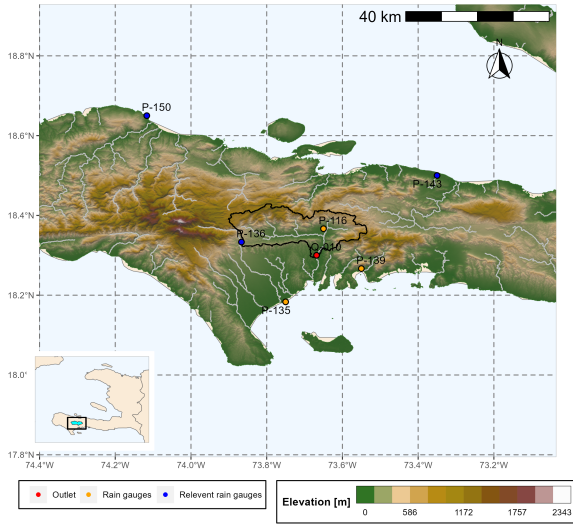 40 km
N
18.8°N
18.6°N
18.4°N
18.2°N
18.0°N
17.8°N
P-150
P-143
P-116
P-136
Q-010
P-139
P-135
74.4°W
74.2°W
74.0°W
73.8°W
73.6°W
73.4°W
73.2°W
Outlet
Rain gauges
Relevent rain gauges
Elevation [m]
0
586
1172
1757
2343